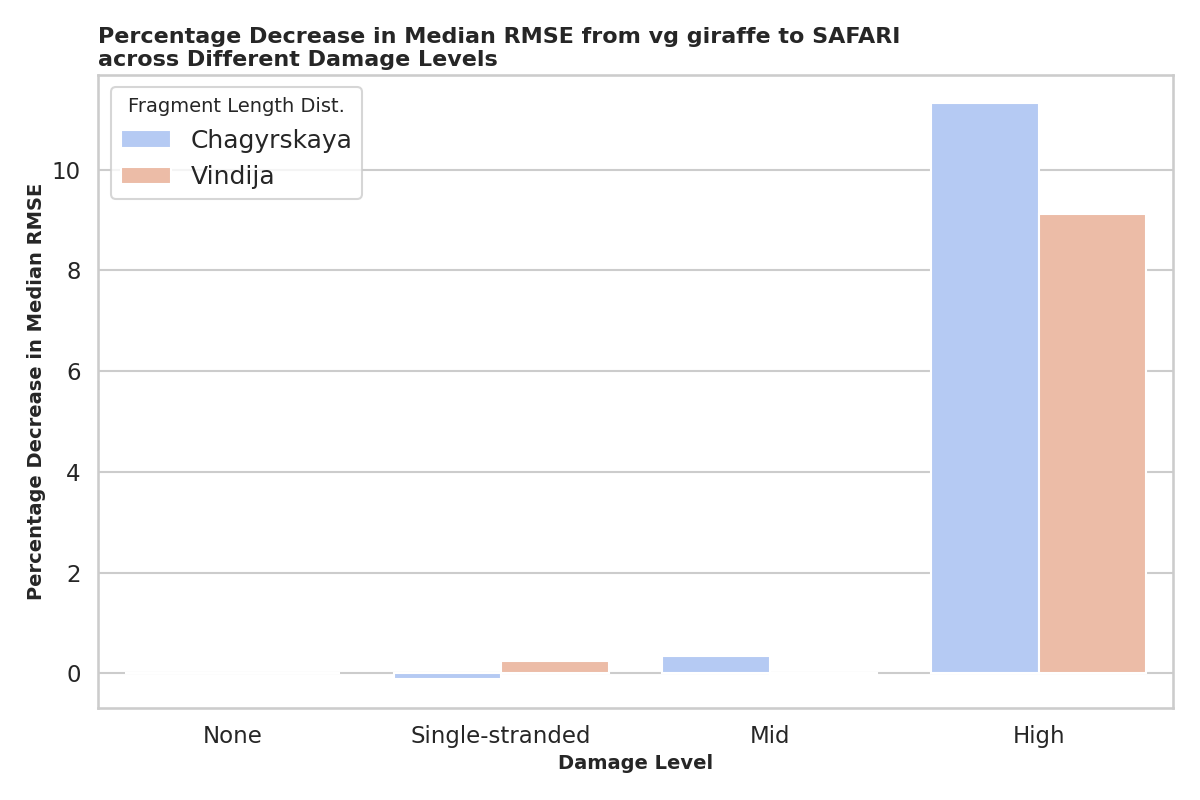 Percentage Decrease in Median RMSE from vg giraffe to SAFARI
across Different Damage Levels
Fragment Length Dist.
Chagyrskaya
Vindija
Percentage Decrease in Median RMSE
10
8
6
4
2
0
None
Single-stranded
Mid
High
Damage Level